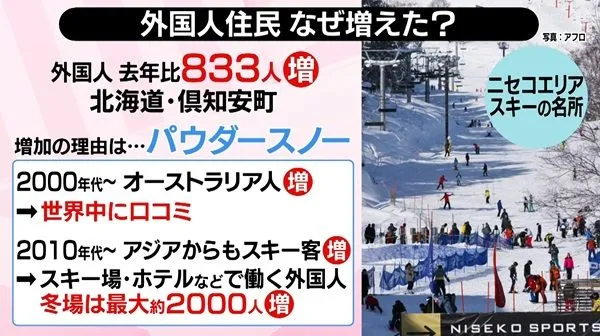 外国人住民 なぜ増えた?
写真:アフロ
外国人 去年比833人増
北海道・倶知安町
ニセコエリア
スキーの名所
増加の理由は…パウダースノー
2000年代~ オーストラリア人 増
➡世界中に口コミ
2010年代~ アジアからもスキー客 増
➡スキー場・ホテルなどで働く外国人
冬場は最大約2000人増
NISEKO SPORTS